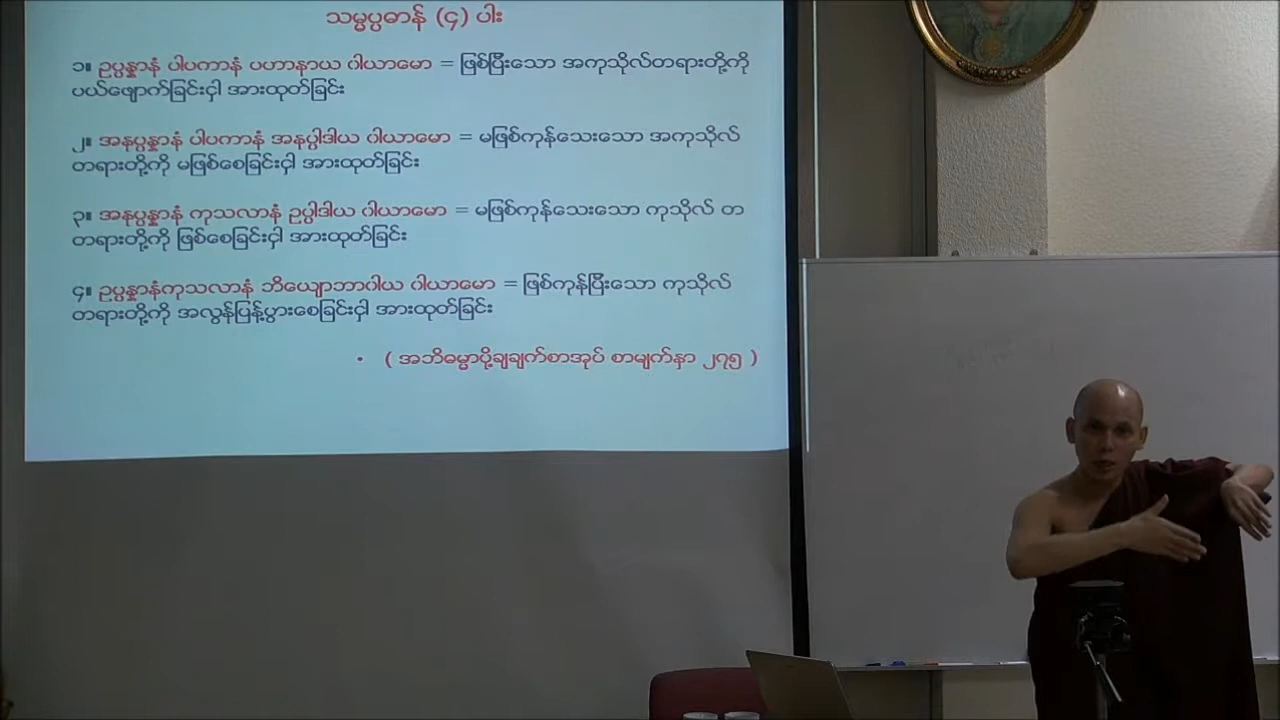 သမ္မပ္ပဓာန် (၄) ပါး
၁။ ဥပ္ပန္နာနံ ပါပကာနံ ပဟာနာယ ဝါယာမော = ဖြစ်ပြီးသော အကုသိုလ်တရားတို့ကို
ပယ်ဖျောက်ခြင်းငှါ အားထုတ်ခြင်း
၂။ အနုပ္ပန္နာနံ ပါပကာနံ အနုပ္ပါဒါယ ဝါယာမော = မဖြစ်ကုန်သေးသော အကုသိုလ်
တရားတို့ကို မဖြစ်စေခြင်းငှါ အားထုတ်ခြင်း
၃။ အနုပ္ပန္နာနံ ကုသလာနံ ဥပ္ပါဒါယ ဝါယာမော = မဖြစ်ကုန်သေးသော ကုသိုလ် တ
တရားတို့ကို ဖြစ်စေခြင်းငှါ အားထုတ်ခြင်း
၄။ ဥပ္ပန္နာနံကုသလာနံ ဘိယျောဘာဝါယ ဝါယာမော = ဖြစ်ကုန်ပြီးသော ကုသိုလ်
တရားတို့ကို အလွန်ပြန့်ပွားစေခြင်းငှါ အားထုတ်ခြင်း
• ( အဘိဓမ္မာပို့ချချက်စာအုပ် စာမျက်နှာ ၂၇၅ )